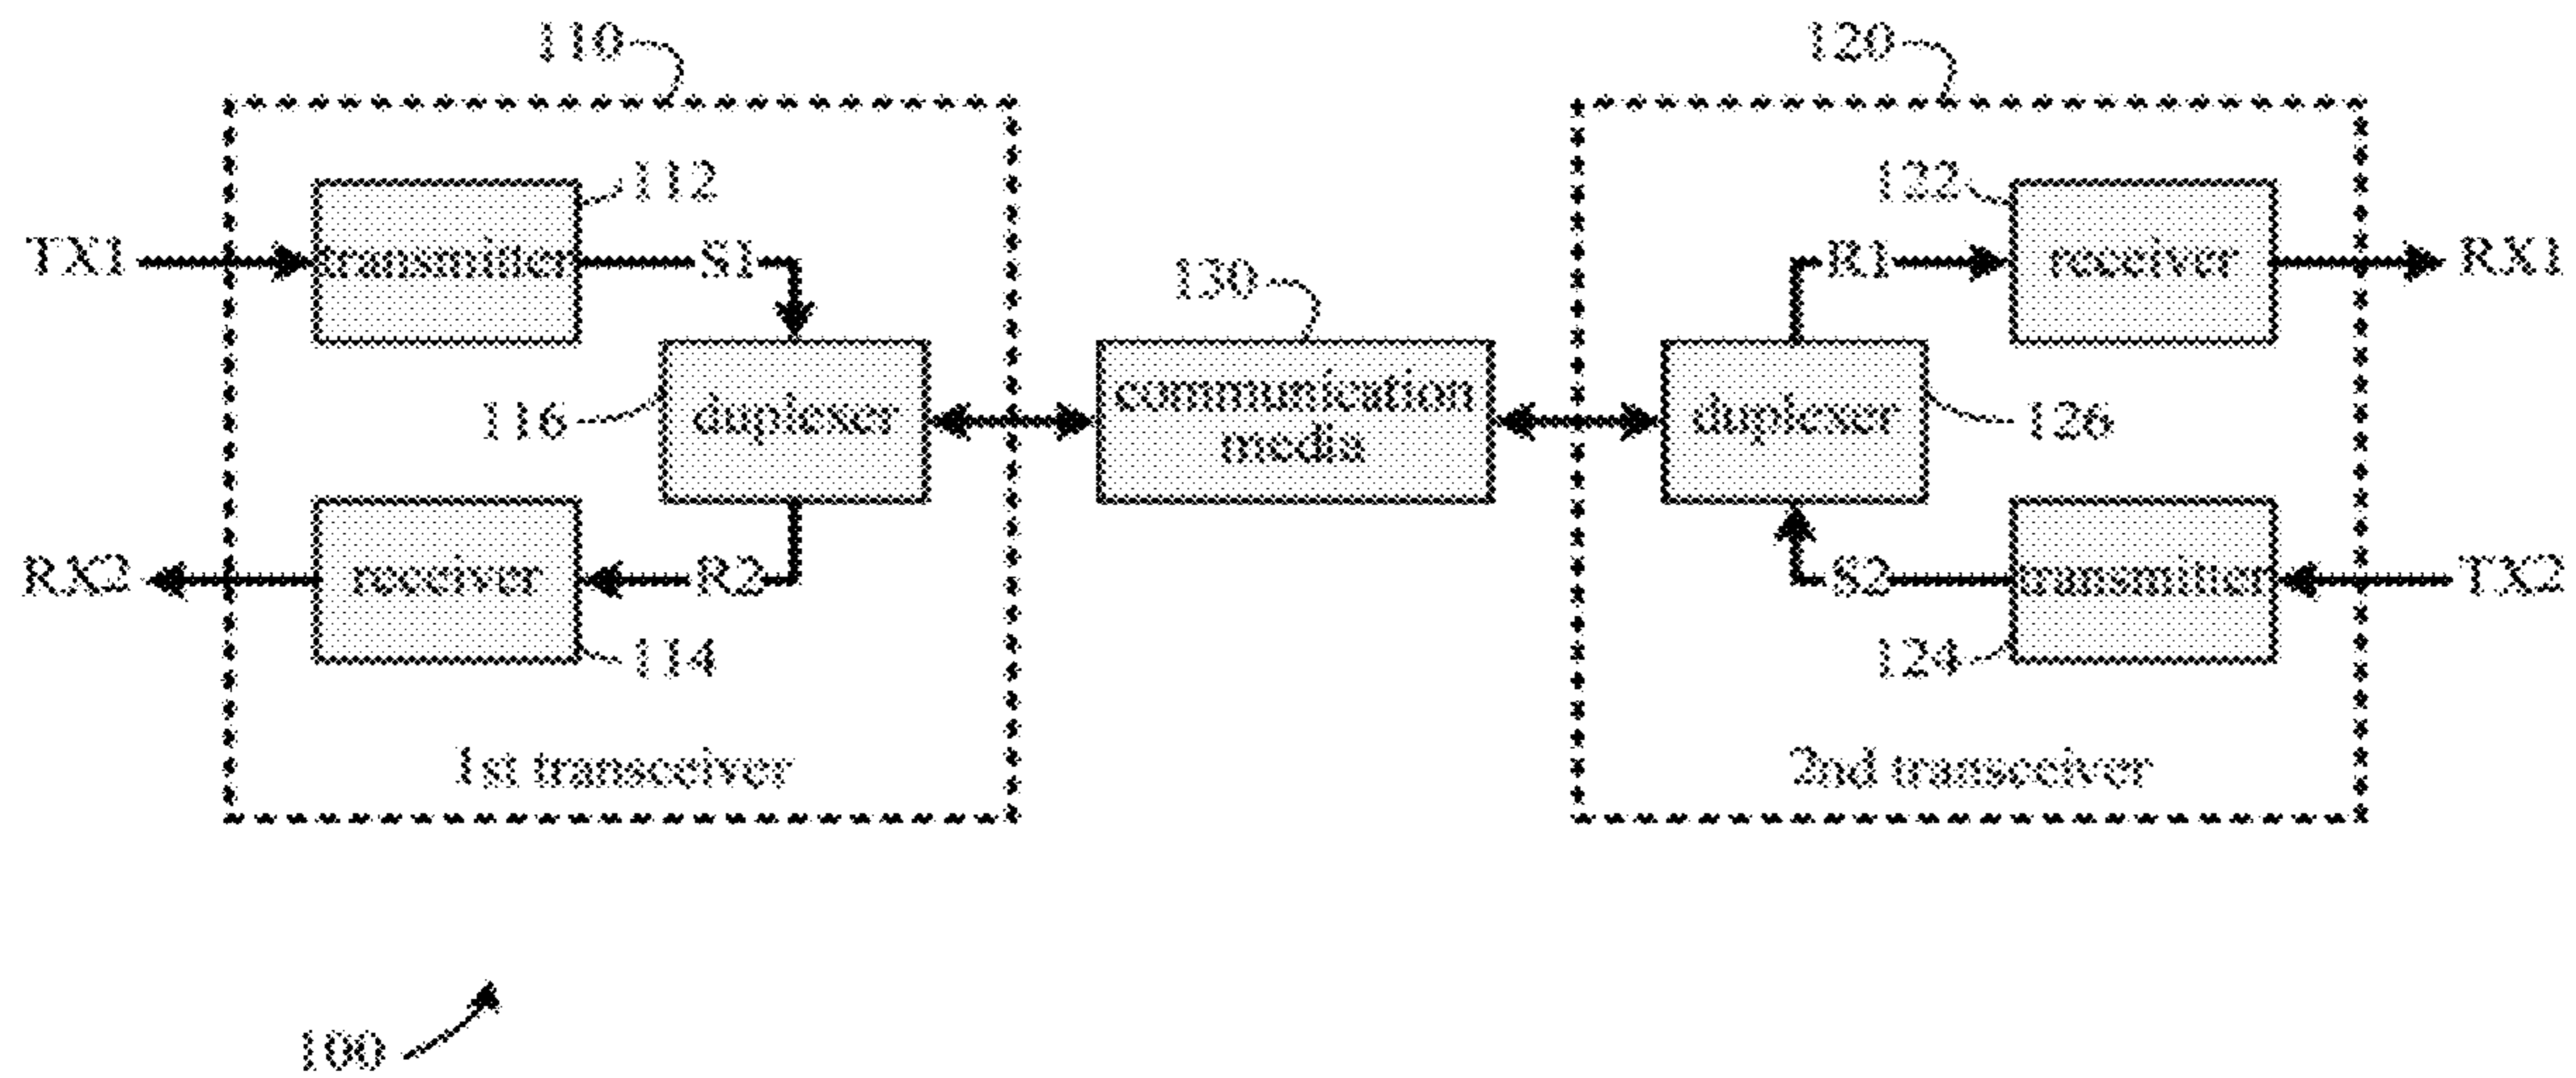 110
120
112
122
TX1
transmitter
S1
130
R1
receiver
RX1
116
duplexer
communication
media
duplexer
126
RX2
receiver
R2
S2
transmitter
TX2
114
124
1st transceiver
2nd transceiver
100